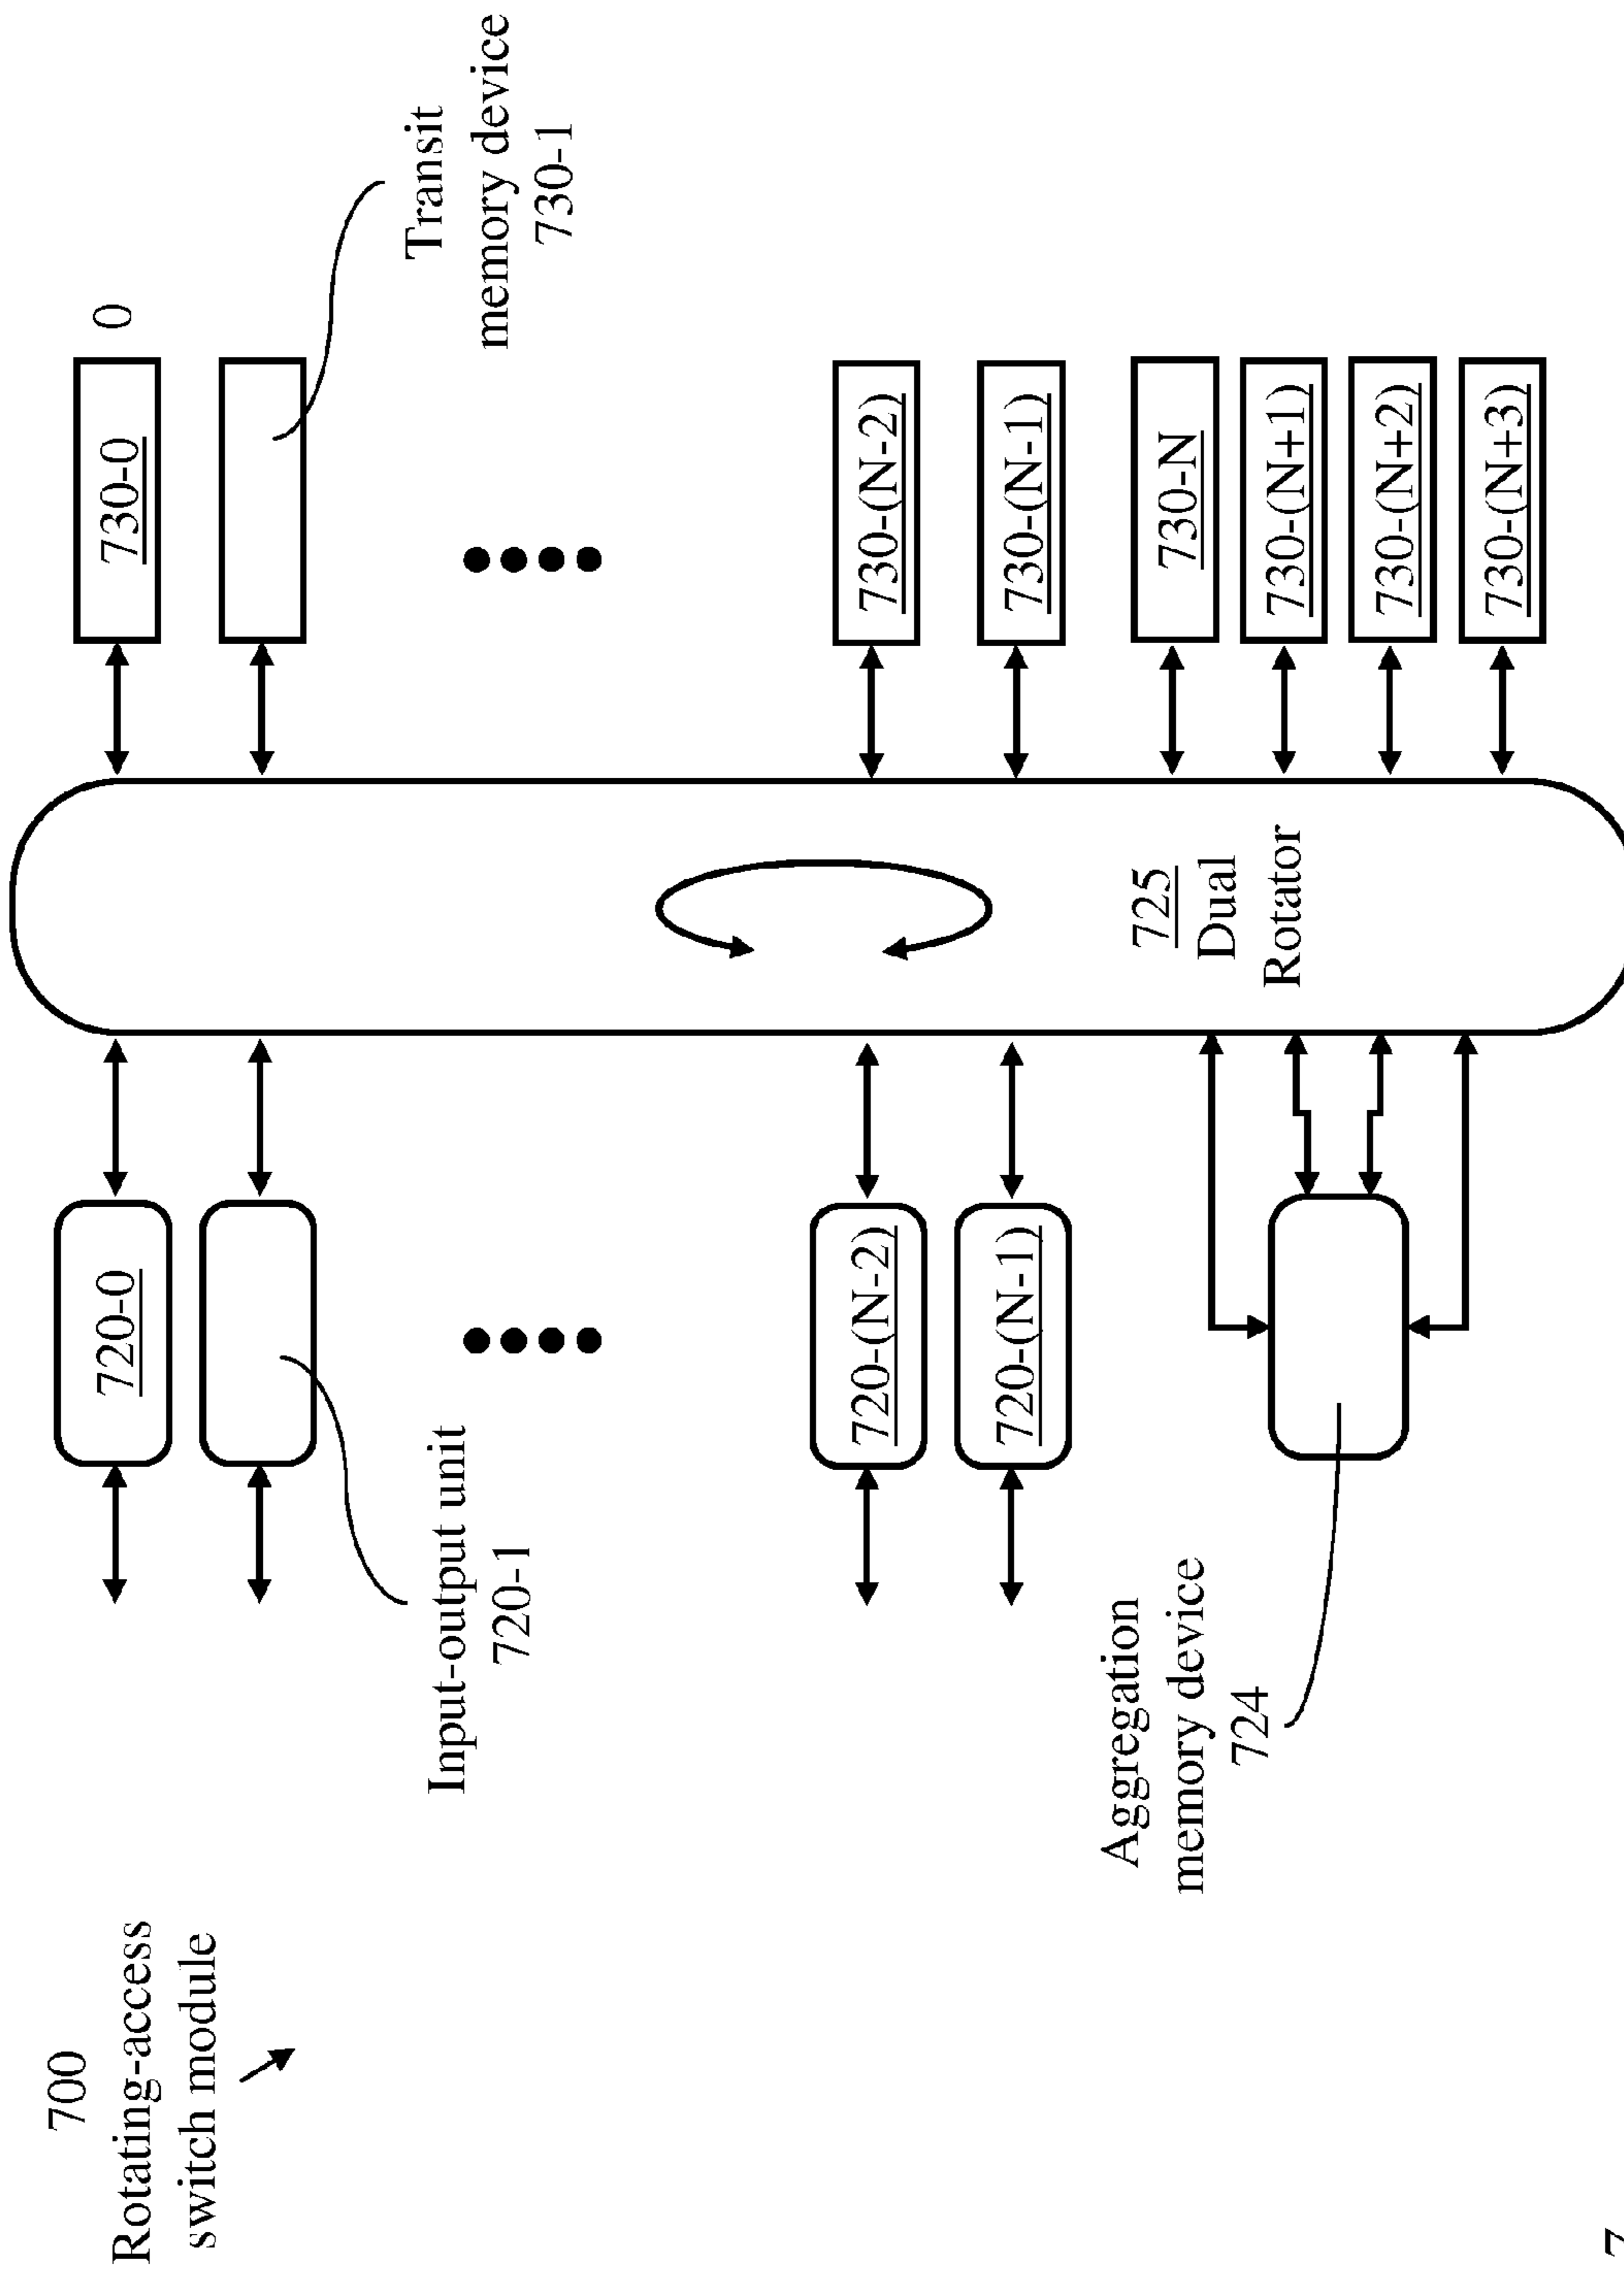 700
Rotating-access
switch module
720-0
Input-output unit
720-1
720-(N-2)
720-(N-1)
Aggregation
memory device
724
725
Dual
Rotator
730-0
0
Transit
memory device
730-1
730-(N-2)
730-(N-1)
730-N
730-(N+1)
730-(N+2)
730-(N+3)